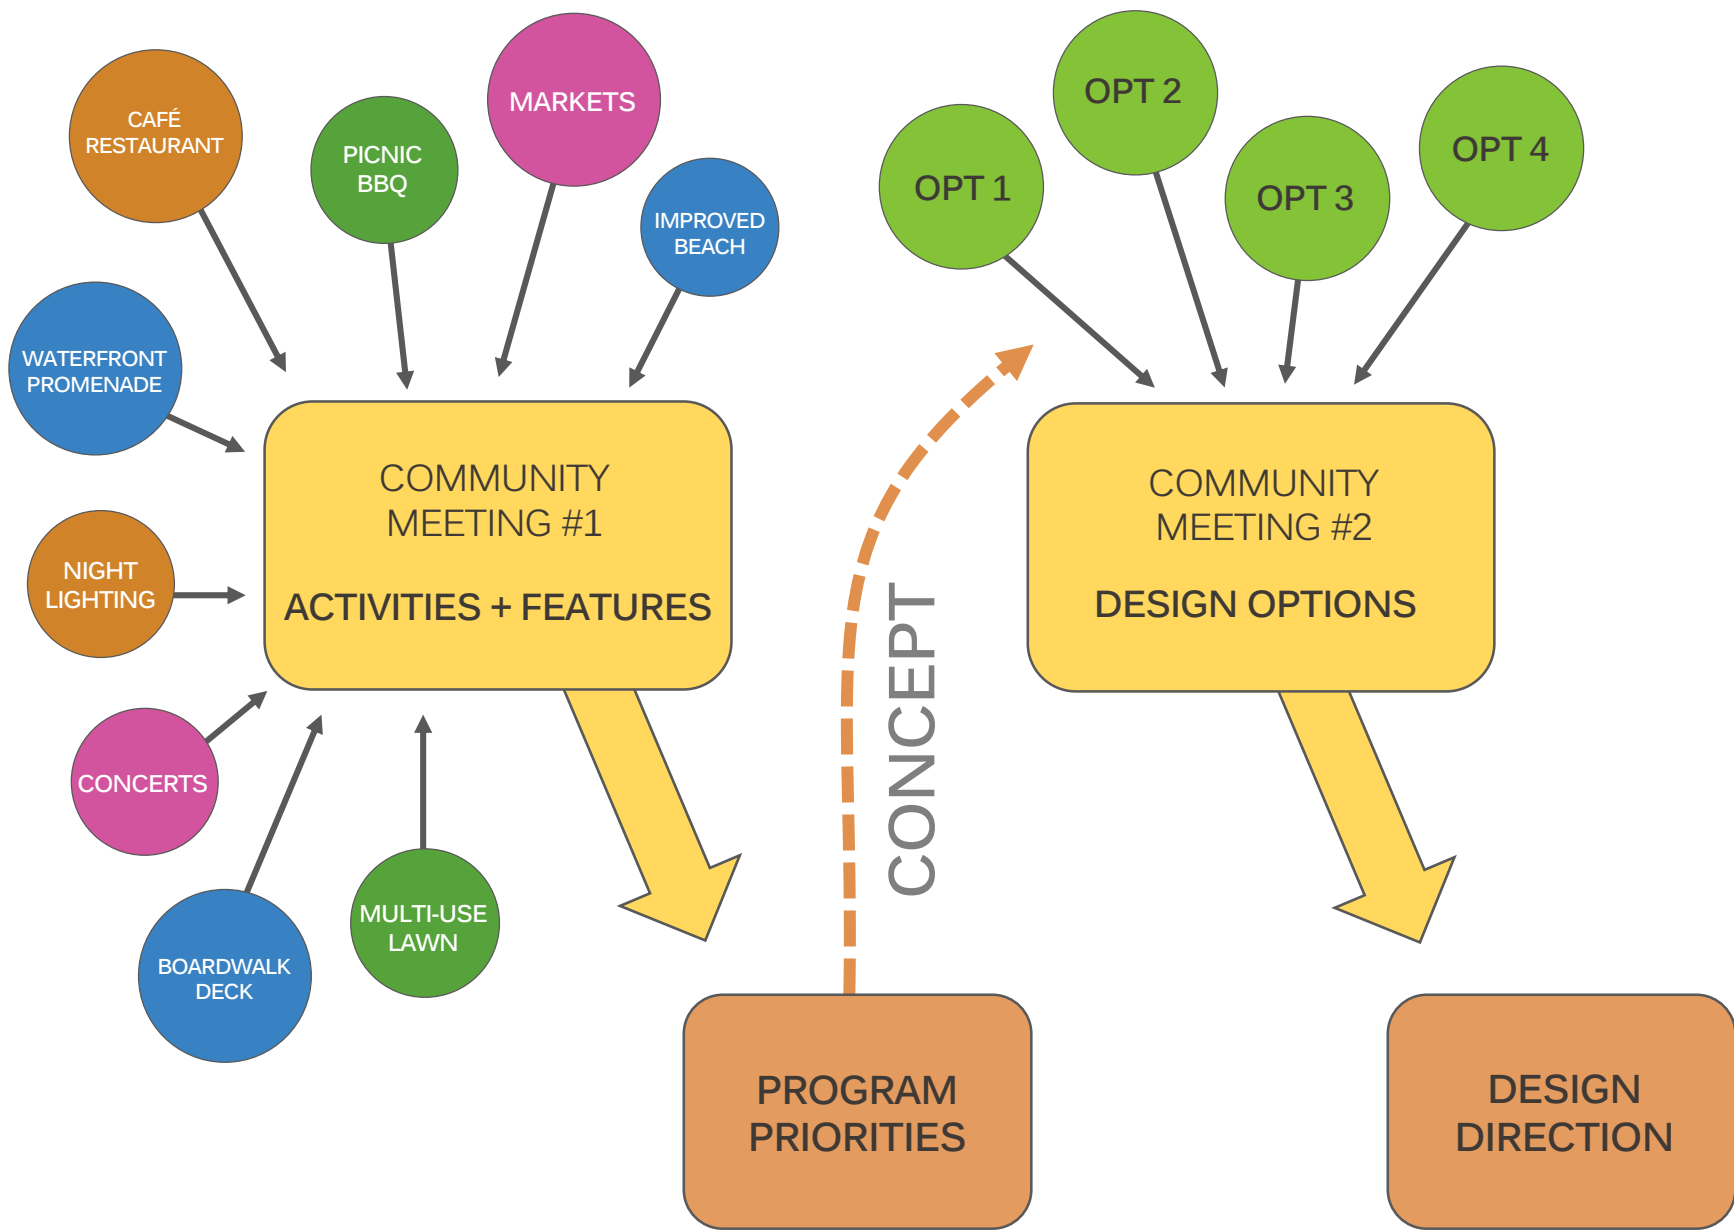 CAFÉ
RESTAURANT
PICNIC
BBQ
MARKETS
IMPROVED
BEACH
WATERFRONT
PROMENADE
NIGHT
LIGHTING
CONCERTS
BOARDWALK
DECK
MULTI-USE
LAWN
COMMUNITY
MEETING #1
ACTIVITIES + FEATURES
PROGRAM
PRIORITIES
CONCEPT
OPT 1
OPT 2
OPT 3
OPT 4
COMMUNITY
MEETING #2
DESIGN OPTIONS
DESIGN
DIRECTION